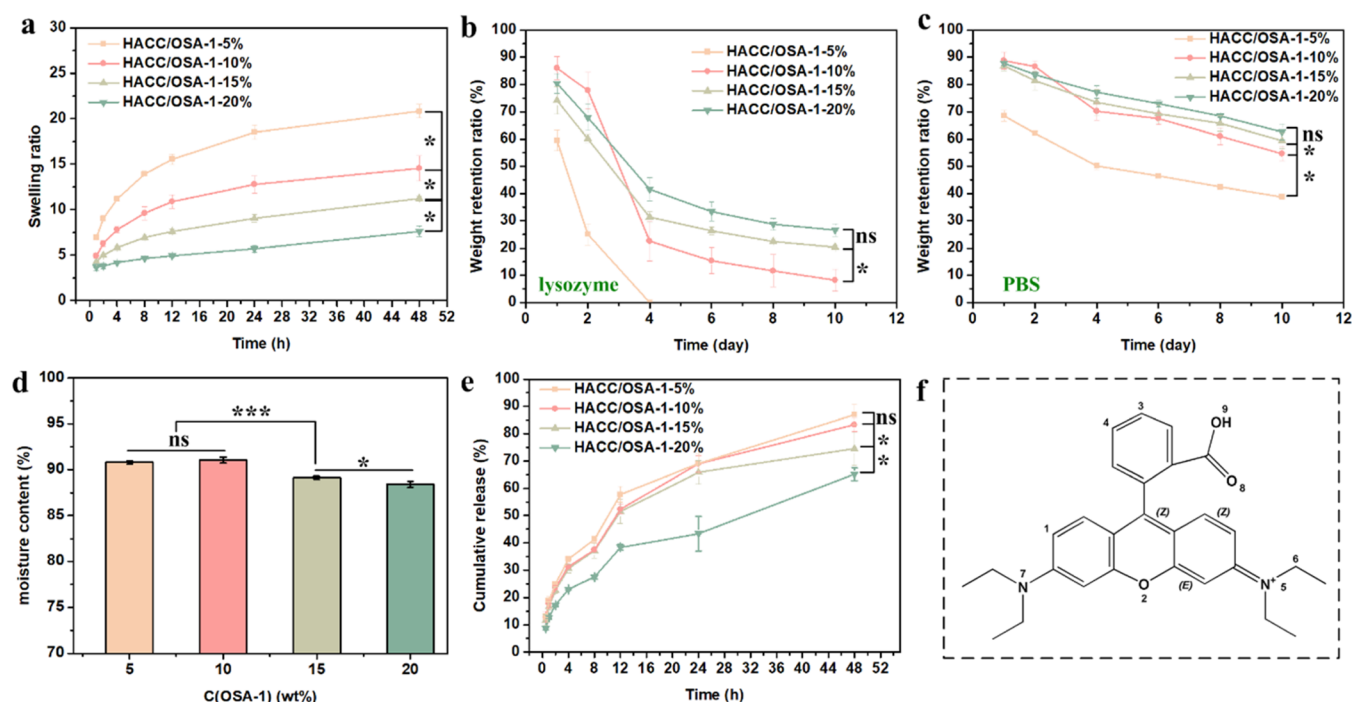 a
30
25
20
15
10
5
0
Swelling ratio
HACC/OSA-1-5%
HACC/OSA-1-10%
HACC/OSA-1-15%
HACC/OSA-1-20%
*
*
*
0 4 8 12 16 20 24 28 32 36 40 44 48 52
Time (h)
b
100
90
80
70
60
50
40
30
20
10
0
Weight retention ratio (%)
HACC/OSA-1-5%
HACC/OSA-1-10%
HACC/OSA-1-15%
HACC/OSA-1-20%
ns
*
lysozyme
0 2 4 6 8 10 12
Time (day)
c
100
90
80
70
60
50
40
30
20
10
0
Weight retention ratio (%)
HACC/OSA-1-5%
HACC/OSA-1-10%
HACC/OSA-1-15%
HACC/OSA-1-20%
ns
*
*
PBS
0 2 4 6 8 10 12
Time (day)
d
100
95
90
85
80
75
70
moisture content (%)
***
ns
*
5 10 15 20
C(OSA-1) (wt%)
e
100
90
80
70
60
50
40
30
20
10
0
Cumulative release (%)
HACC/OSA-1-5%
HACC/OSA-1-10%
HACC/OSA-1-15%
HACC/OSA-1-20%
ns
*
*
0 4 8 12 16 20 24 28 32 36 40 44 48 52
Time (h)
f
3
9
4
OH
O
8
(Z)
(Z)
1
7
6
N
O
2
(E)
N+
5